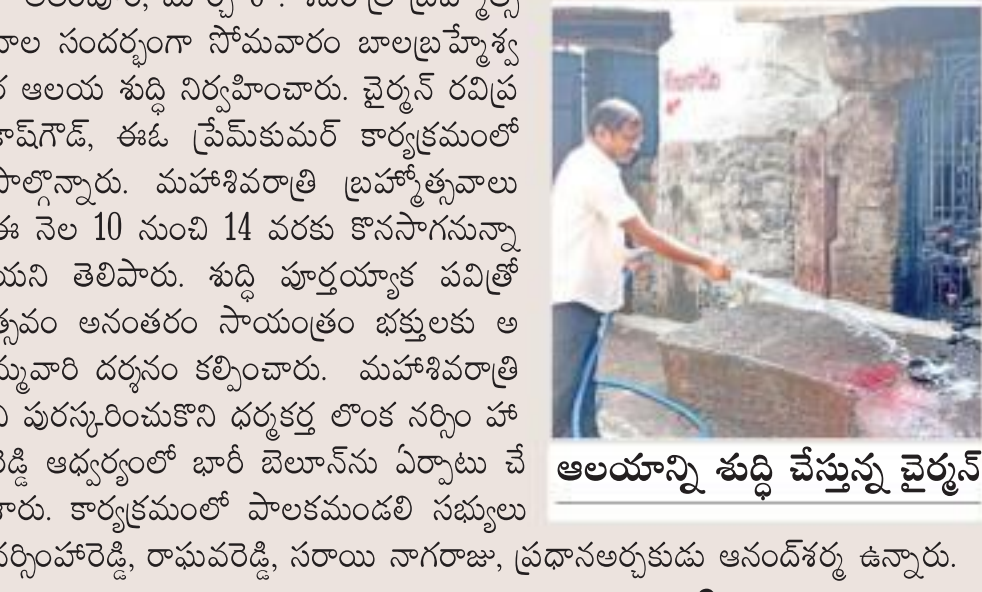 వాల సందర్భంగా సోమవారం బాలబ్రహ్మేశ్వ
ర ఆలయ శుద్ధి నిర్వహించారు. చైర్మన్ రవిప్ర
కాష్‌గౌడ్, ఈఓ ప్రేమ్‌కుమార్ కార్యక్రమంలో
పాల్గొన్నారు. మహాశివరాత్రి బ్రహ్మోత్సవాలు
ఈ నెల 10 నుంచి 14 వరకు కొనసాగనున్నా
యని తెలిపారు. శుద్ధి పూర్తయ్యాక పవిత్రో
త్సవం అనంతరం సాయంత్రం భక్తులకు అ
మ్మవారి దర్శనం కల్పించారు. మహాశివరాత్రి
ని పురస్కరించుకొని ధర్మకర్త లొంక నర్సిం హా
రెడ్డి ఆధ్వర్యంలో భారీ బెలూన్‌ను ఏర్పాటు చే
శారు. కార్యక్రమంలో పాలకమండలి సభ్యులు
నర్సింహారెడ్డి, రాఘవరెడ్డి, సరాయి నాగరాజు, ప్రధానఅర్చకుడు ఆనంద్‌శర్మ ఉన్నారు.
ఆలయాన్ని శుద్ధి చేస్తున్న చైర్మన్